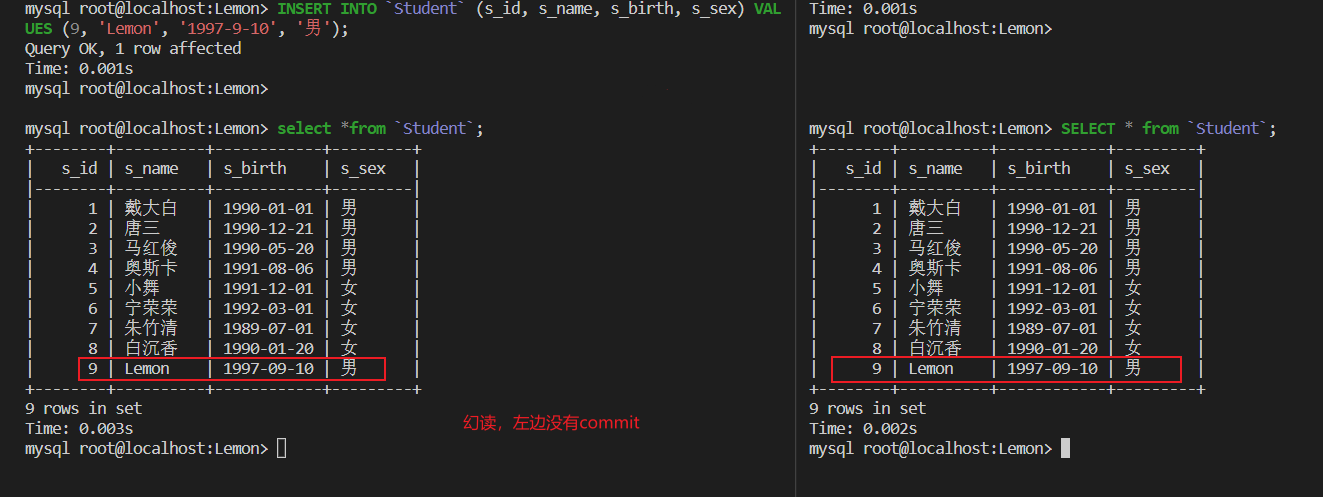 mysql root@localhost:Lemon> INSERT INTO `Student` (s_id, s_name, s_birth, s_sex) VAL
UES (9, 'Lemon', '1997-9-10', '男');
Query OK, 1 row affected
Time: 0.001s
mysql root@localhost:Lemon>
mysql root@localhost:Lemon> select *from `Student`;
+--------+----------+------------+---------+
|   s_id | s_name   | s_birth    | s_sex   |
|--------+----------+------------+---------|
|      1 | 戴大白   | 1990-01-01 | 男      |
|      2 | 唐三     | 1990-12-21 | 男      |
|      3 | 马红俊   | 1990-05-20 | 男      |
|      4 | 奥斯卡   | 1991-08-06 | 男      |
|      5 | 小舞     | 1991-12-01 | 女      |
|      6 | 宁荣荣   | 1992-03-01 | 女      |
|      7 | 朱竹清   | 1989-07-01 | 女      |
|      8 | 白沉香   | 1990-01-20 | 女      |
|      9 | Lemon    | 1997-09-10 | 男      |
+--------+----------+------------+---------+
9 rows in set
Time: 0.003s
mysql root@localhost:Lemon>
幻读，左边没有commit
Time: 0.001s
mysql root@localhost:Lemon>
mysql root@localhost:Lemon> SELECT * from `Student`;
+--------+----------+------------+---------+
|   s_id | s_name   | s_birth    | s_sex   |
|--------+----------+------------+---------|
|      1 | 戴大白   | 1990-01-01 | 男      |
|      2 | 唐三     | 1990-12-21 | 男      |
|      3 | 马红俊   | 1990-05-20 | 男      |
|      4 | 奥斯卡   | 1991-08-06 | 男      |
|      5 | 小舞     | 1991-12-01 | 女      |
|      6 | 宁荣荣   | 1992-03-01 | 女      |
|      7 | 朱竹清   | 1989-07-01 | 女      |
|      8 | 白沉香   | 1990-01-20 | 女      |
|      9 | Lemon    | 1997-09-10 | 男      |
+--------+----------+------------+---------+
9 rows in set
Time: 0.002s
mysql root@localhost:Lemon>